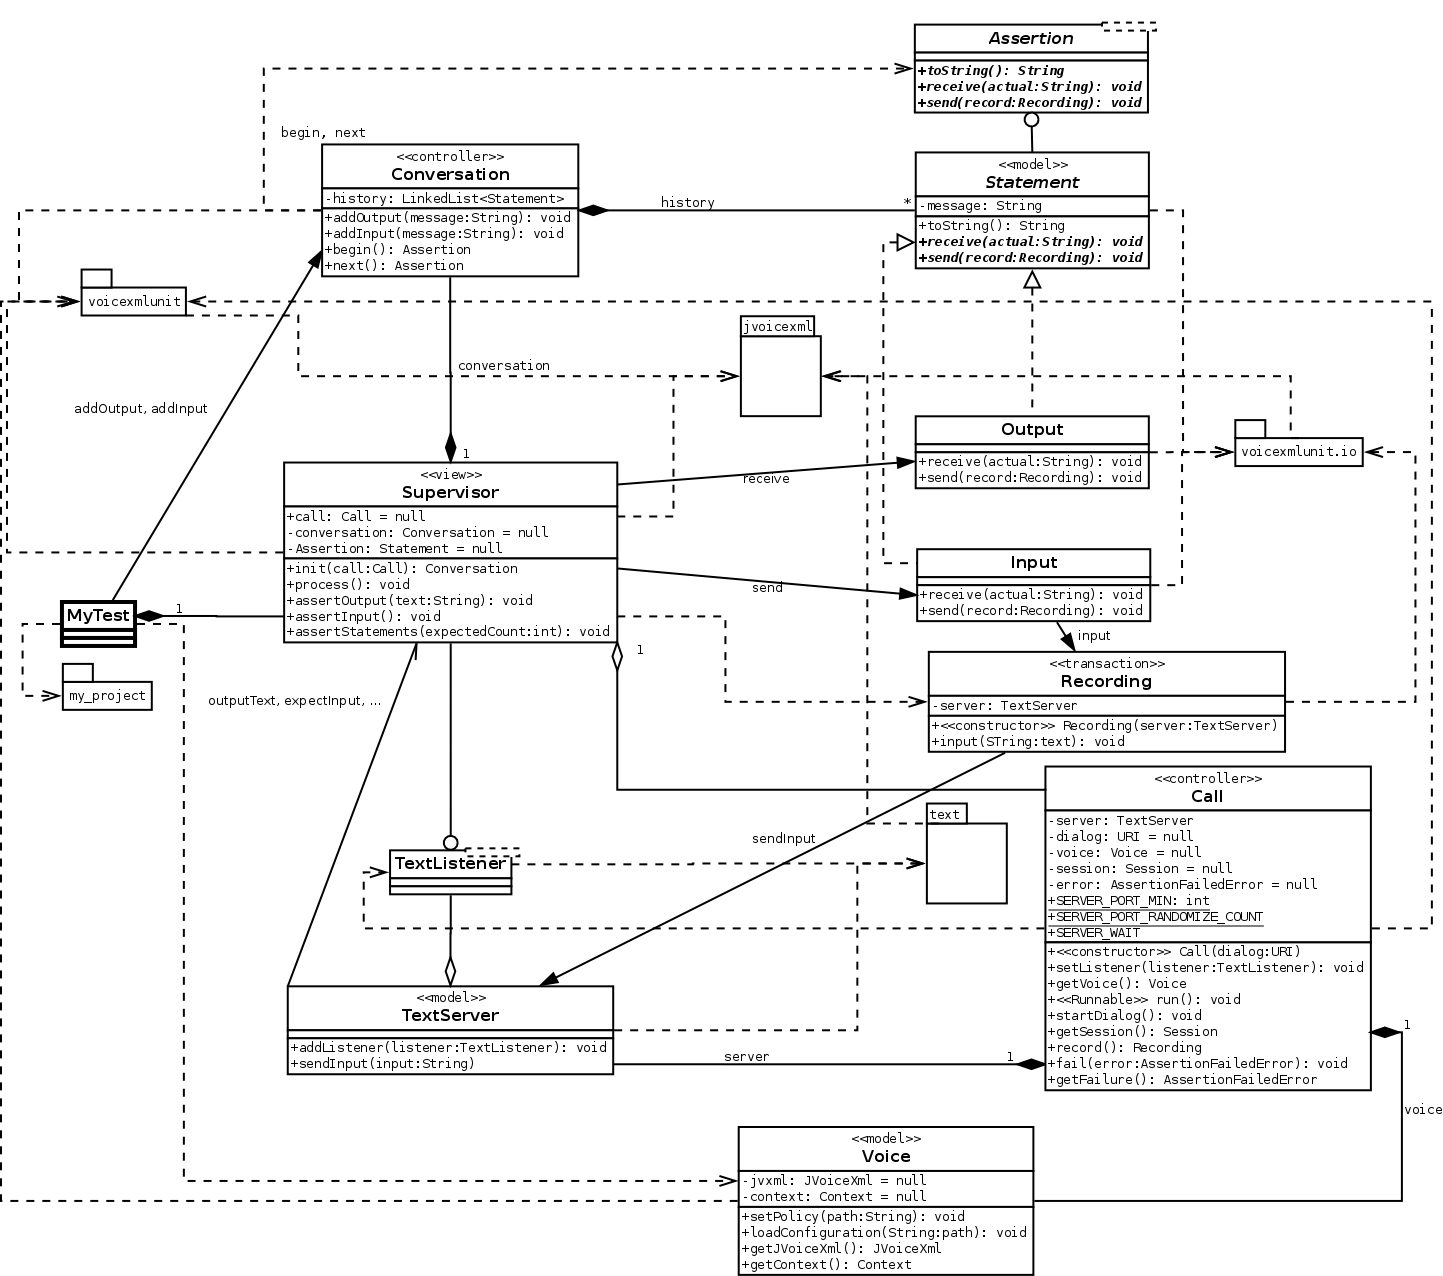 Assertion
+toString(): String
+receive(actual:String): void
+send(record:Recording): void
begin, next
<<controller>>
Conversation
-history: LinkedList<Statement>
+addOutput(message:String): void
+addInput(message:String): void
+begin(): Assertion
+next(): Assertion
history
*
<<model>>
Statement
-message: String
+toString(): String
+receive(actual:String): void
+send(record:Recording): void
voicexmlunit
jvoicexml
conversation
addOutput, addInput
1
<<view>>
Supervisor
+call: Call = null
-conversation: Conversation = null
-Assertion: Statement = null
+init(call:Call): Conversation
+process(): void
+assertOutput(text:String): void
+assertInput(): void
+assertStatements(expectedCount:int): void
receive
Output
+receive(actual:String): void
+send(record:Recording): void
voicexmlunit.io
send
Input
+receive(actual:String): void
+send(record:Recording): void
MyTest
1
my_project
input
1
<<transaction>>
Recording
-server: TextServer
+<<constructor>> Recording(server:TextServer)
+input(STring:text): void
outputText, expectInput, ...
sendInput
text
TextListener
<<controller>>
Call
-server: TextServer
-dialog: URI = null
-voice: Voice = null
-session: Session = null
-error: AssertionFailedError = null
+SERVER_PORT_MIN: int
+SERVER_PORT_RANDOMIZE_COUNT
+SERVER_WAIT
+<<constructor>> Call(dialog:URI)
+setListener(listener:TextListener): void
+getVoice(): Voice
+<<Runnable>> run(): void
+startDialog(): void
+getSession(): Session
+record(): Recording
+fail(error:AssertionFailedError): void
+getFailure(): AssertionFailedError
<<model>>
TextServer
+addListener(listener:TextListener): void
+sendInput(input:String)
server
1
1
voice
<<model>>
Voice
-jvxml: JVoiceXml = null
-context: Context = null
+setPolicy(path:String): void
+loadConfiguration(String:path): void
+getJVoiceXml(): JVoiceXml
+getContext(): Context